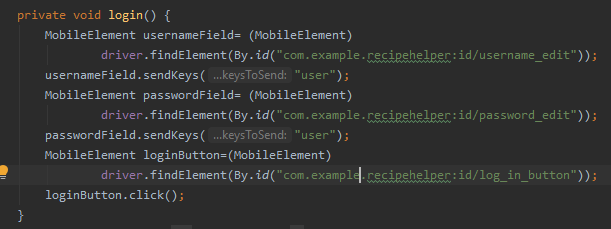 private void login() {
MobileElement usernameField= (MobileElement)
driver.findElement(By.id("com.example.recipehelper:id/username_edit"));
usernameField.sendKeys( ...keysToSend: "user");
MobileElement passwordField= (MobileElement)
driver.findElement(By.id("com.example.recipehelper:id/password_edit"));
passwordField.sendKeys( ...keysToSend: "user");
MobileElement loginButton=(MobileElement)
driver.findElement(By.id("com.example.recipehelper:id/log_in_button"));
loginButton.click();
}